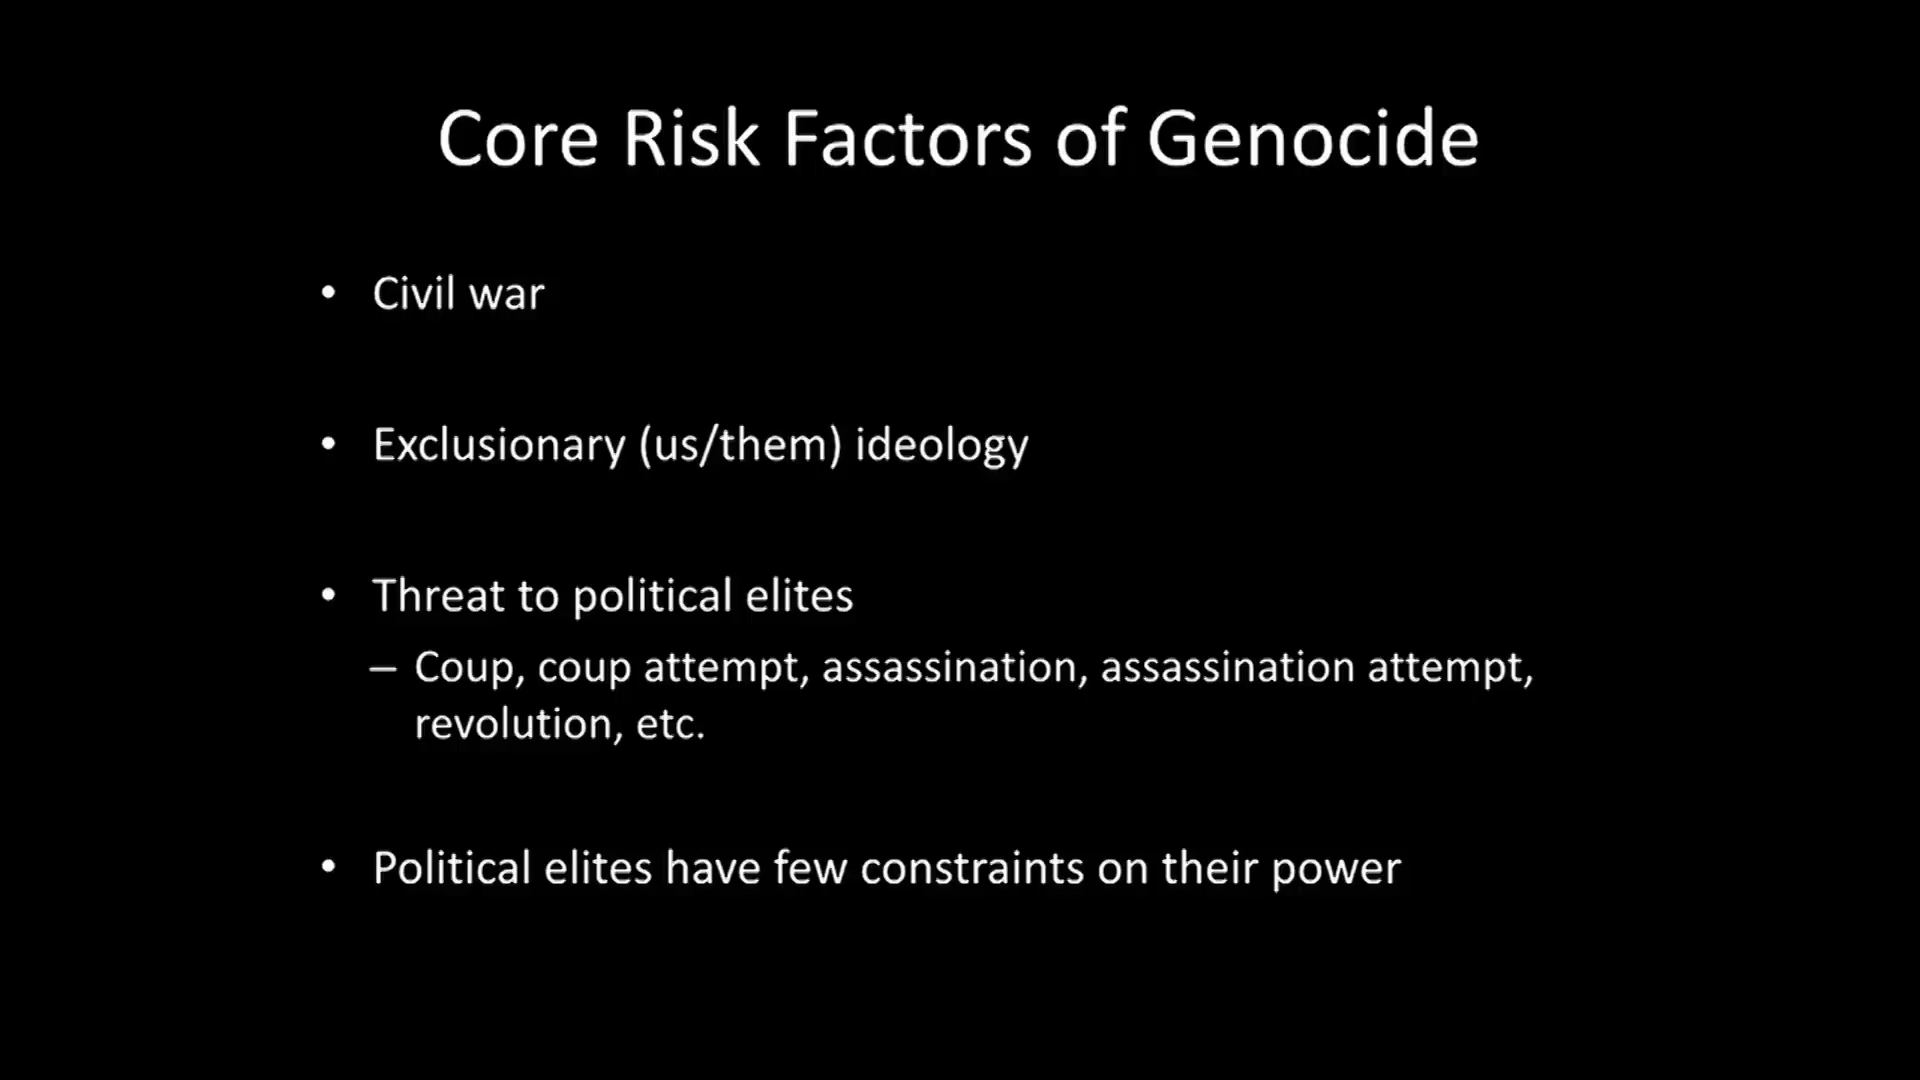 Core Risk Factors of Genocide
• Civil war
• Exclusionary (us/them) ideology
• Threat to political elites
– Coup, coup attempt, assassination, assassination attempt,
revolution, etc.
• Political elites have few constraints on their power